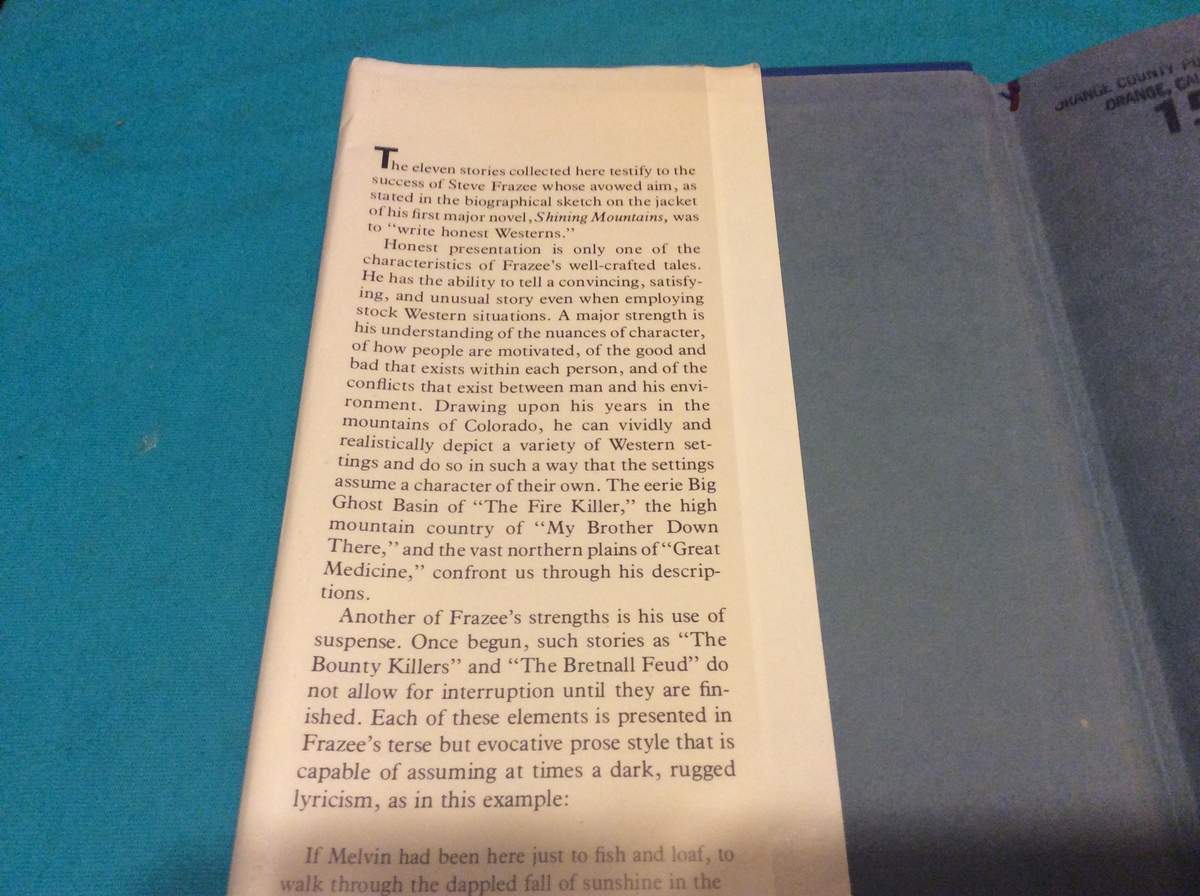 The eleven stories collected here testify to the
success of Steve Frazee whose avowed aim, as
stated in the biographical sketch on the jacket
of his first major novel, Shining Mountains, was
to “write honest Westerns.”
Honest presentation is only one of the
characteristics of Frazee’s well-crafted tales.
He has the ability to tell a convincing, satisfy-
ing, and unusual story even when employing
stock Western situations. A major strength is
his understanding of the nuances of character,
of how people are motivated, of the good and
bad that exists within each person, and of the
conflicts that exist between man and his envi-
ronment. Drawing upon his years in the
mountains of Colorado, he can vividly and
realistically depict a variety of Western set-
tings and do so in such a way that the settings
assume a character of their own. The eerie Big
Ghost Basin of “The Fire Killer,” the high
mountain country of “My Brother Down
There,” and the vast northern plains of “Great
Medicine,” confront us through his descrip-
tions.
Another of Frazee’s strengths is his use of
suspense. Once begun, such stories as “The
Bounty Killers” and “The Bretnall Feud” do
not allow for interruption until they are fin-
ished. Each of these elements is presented in
Frazee’s terse but evocative prose style that is
capable of assuming at times a dark, rugged
lyricism, as in this example:
If Melvin had been here just to fish and loaf, to
walk through the dappled fall of sunshine in the
ORANGE COUNTY
ORANGE,